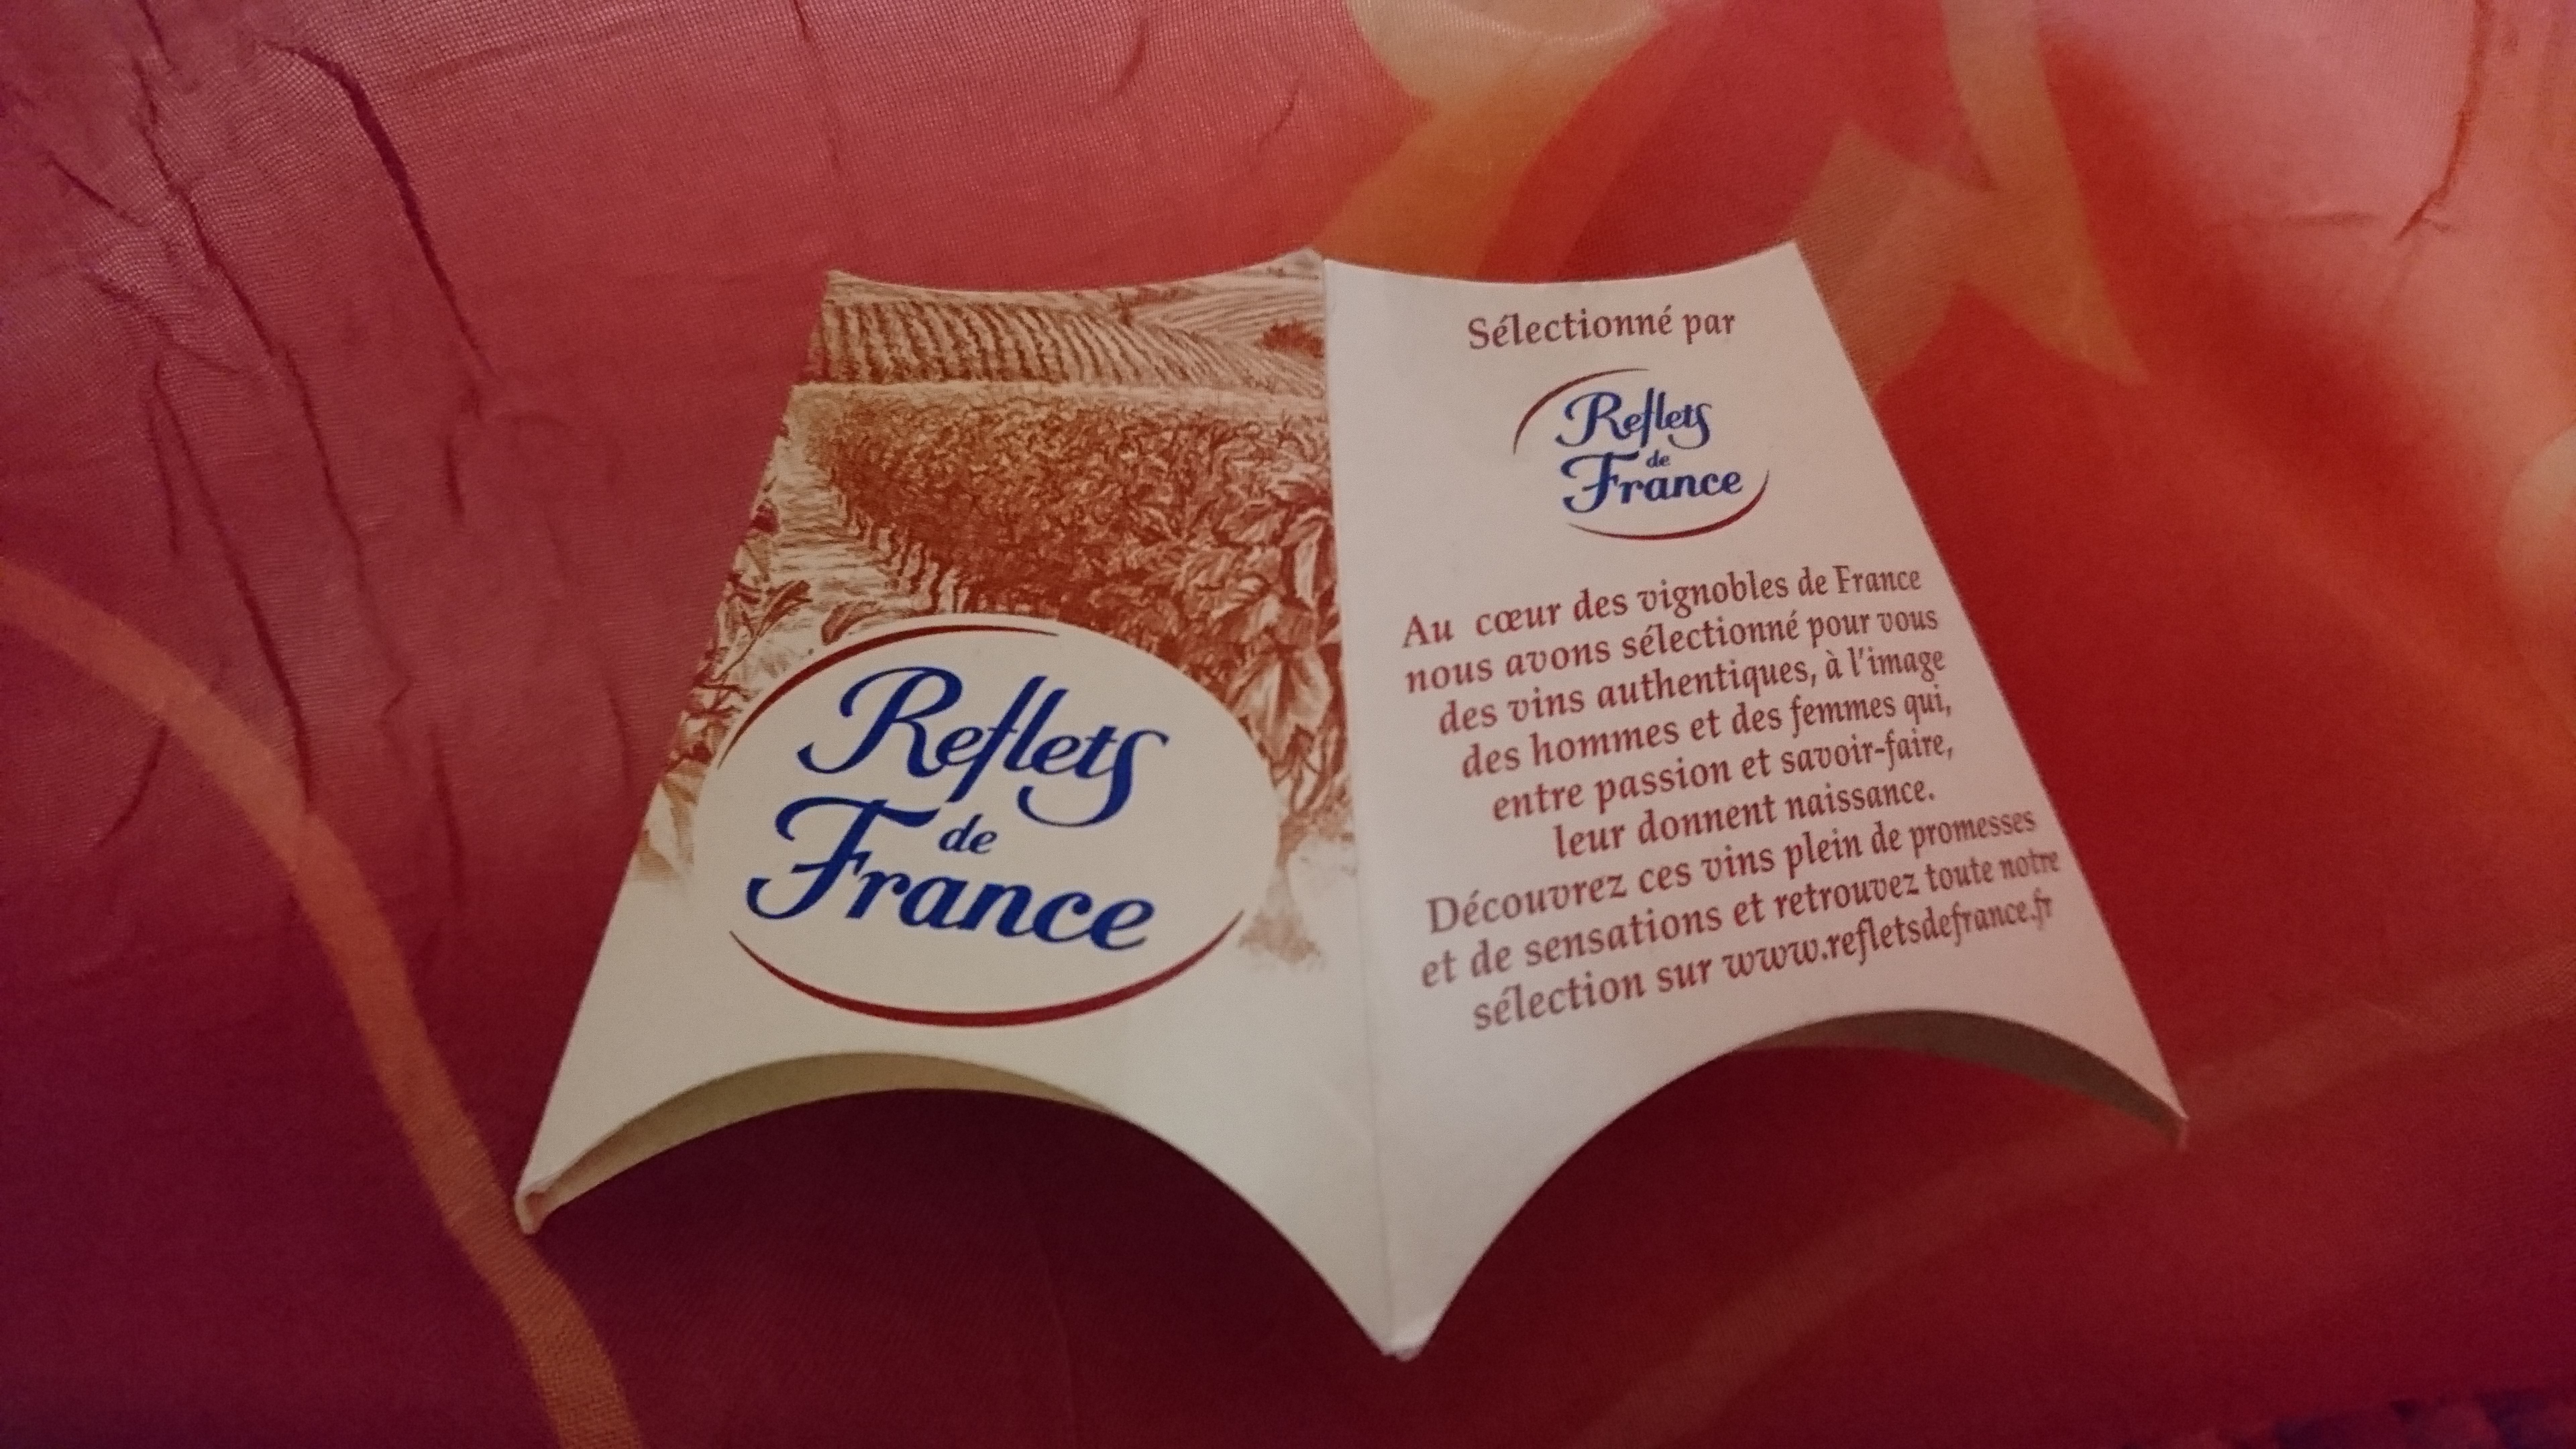 Reflets
de
France
Sélectionné par
Reflets
de
France
Au cœur des vignobles de France
nous avons sélectionné pour vous
des vins authentiques, à l'image
des hommes et des femmes qui,
entre passion et savoir-faire,
leur donnent naissance.
Découvrez ces vins plein de promesses
et de sensations et retrouvez toute notre
sélection sur www.refletsdefrance.fr